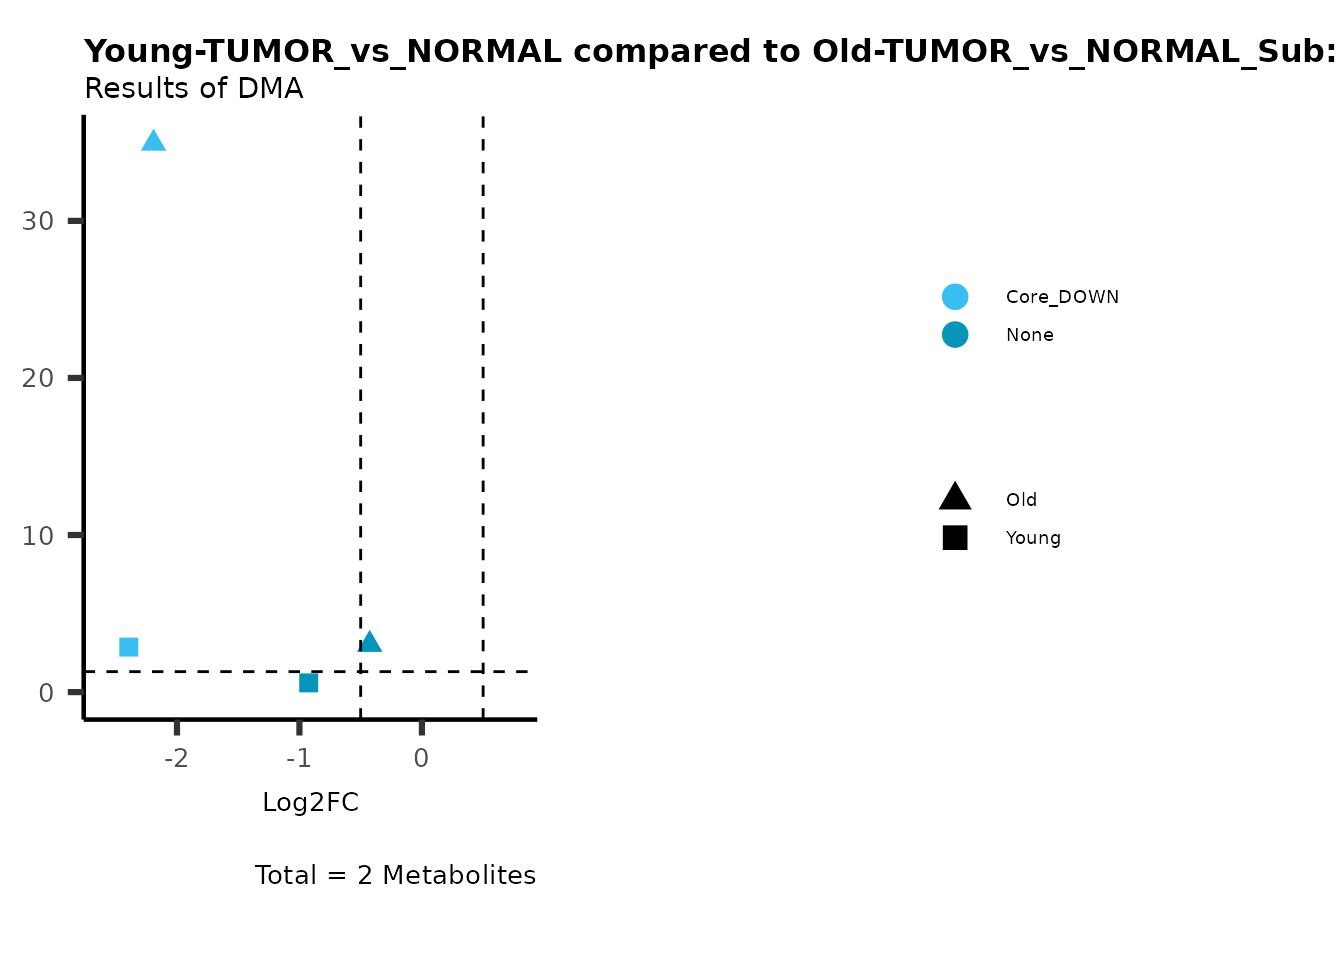 Young-TUMOR_vs_NORMAL compared to Old-TUMOR_vs_NORMAL_Sub:
Results of DMA
30
20
10
0
-2 -1 0
Log2FC
Total = 2 Metabolites
Core_DOWN
None
Old
Young